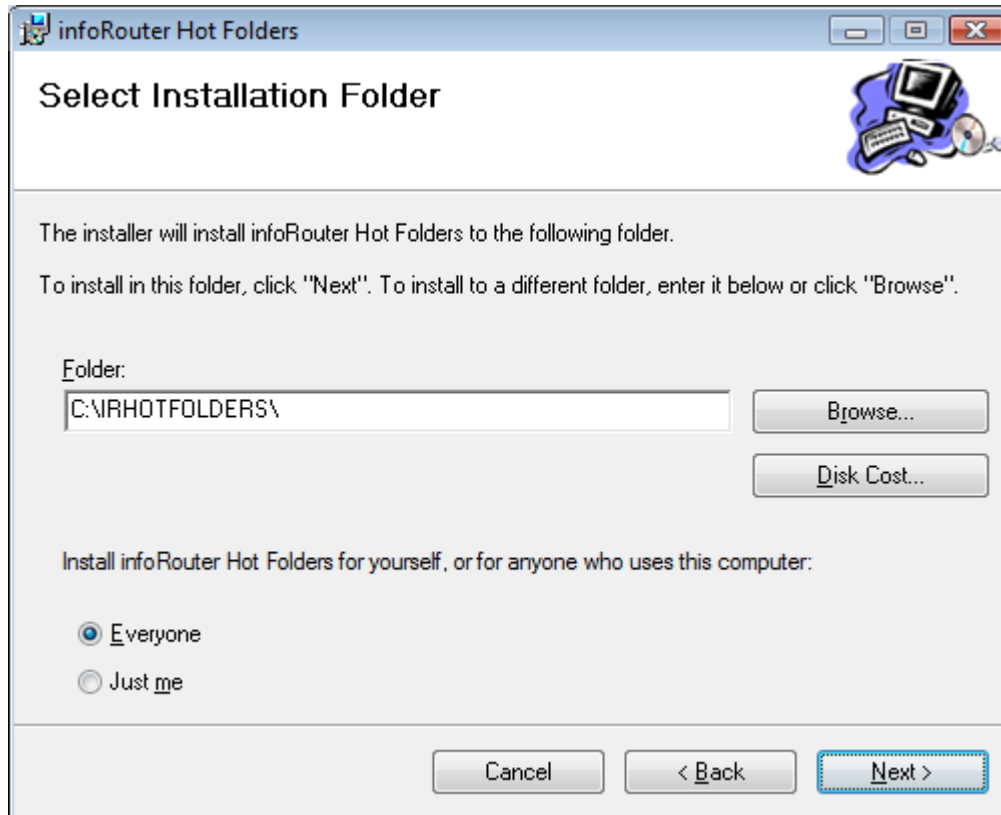 infoRouter Hot Folders
Select Installation Folder
The installer will install infoRouter Hot Folders to the following folder.
To install in this folder, click "Next". To install to a different folder, enter it below or click "Browse".
Folder:
C:\IRHOTFOLDERS\
Browse...
Disk Cost...
Install infoRouter Hot Folders for yourself, or for anyone who uses this computer:
Everyone
Just me
Cancel
< Back
Next >